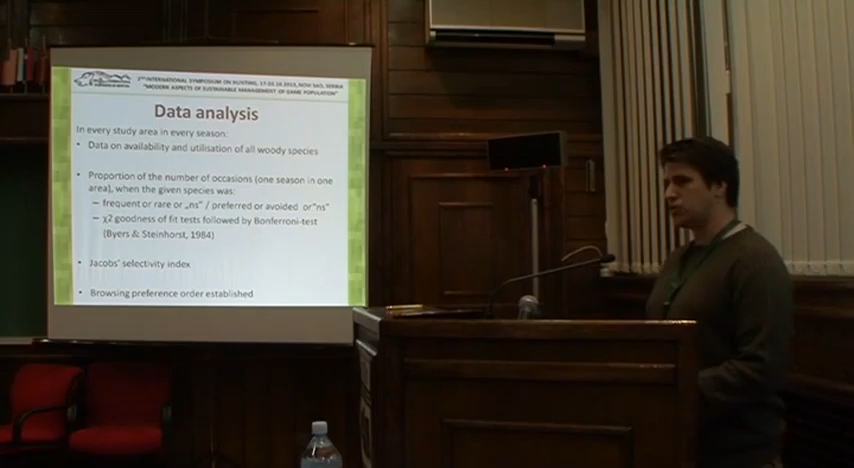 2ND INTERNATIONAL SYMPOSIUM ON HUNTING, 17-20.10.2013, NOVI SAD, SERBIA
"MODERN ASPECTS OF SUSTAINABLE MANAGEMENT OF GAME POPULATION"
Data analysis
In every study area in every season:
• Data on availability and utilisation of all woody species
• Proportion of the number of occasions (one season in one
area), when the given species was:
– frequent or rare or „ns" / preferred or avoided or"ns"
– χ2 goodness of fit tests followed by Bonferroni-test
(Byers & Steinhorst, 1984)
• Jacobs' selectivity index
• Browsing preference order established